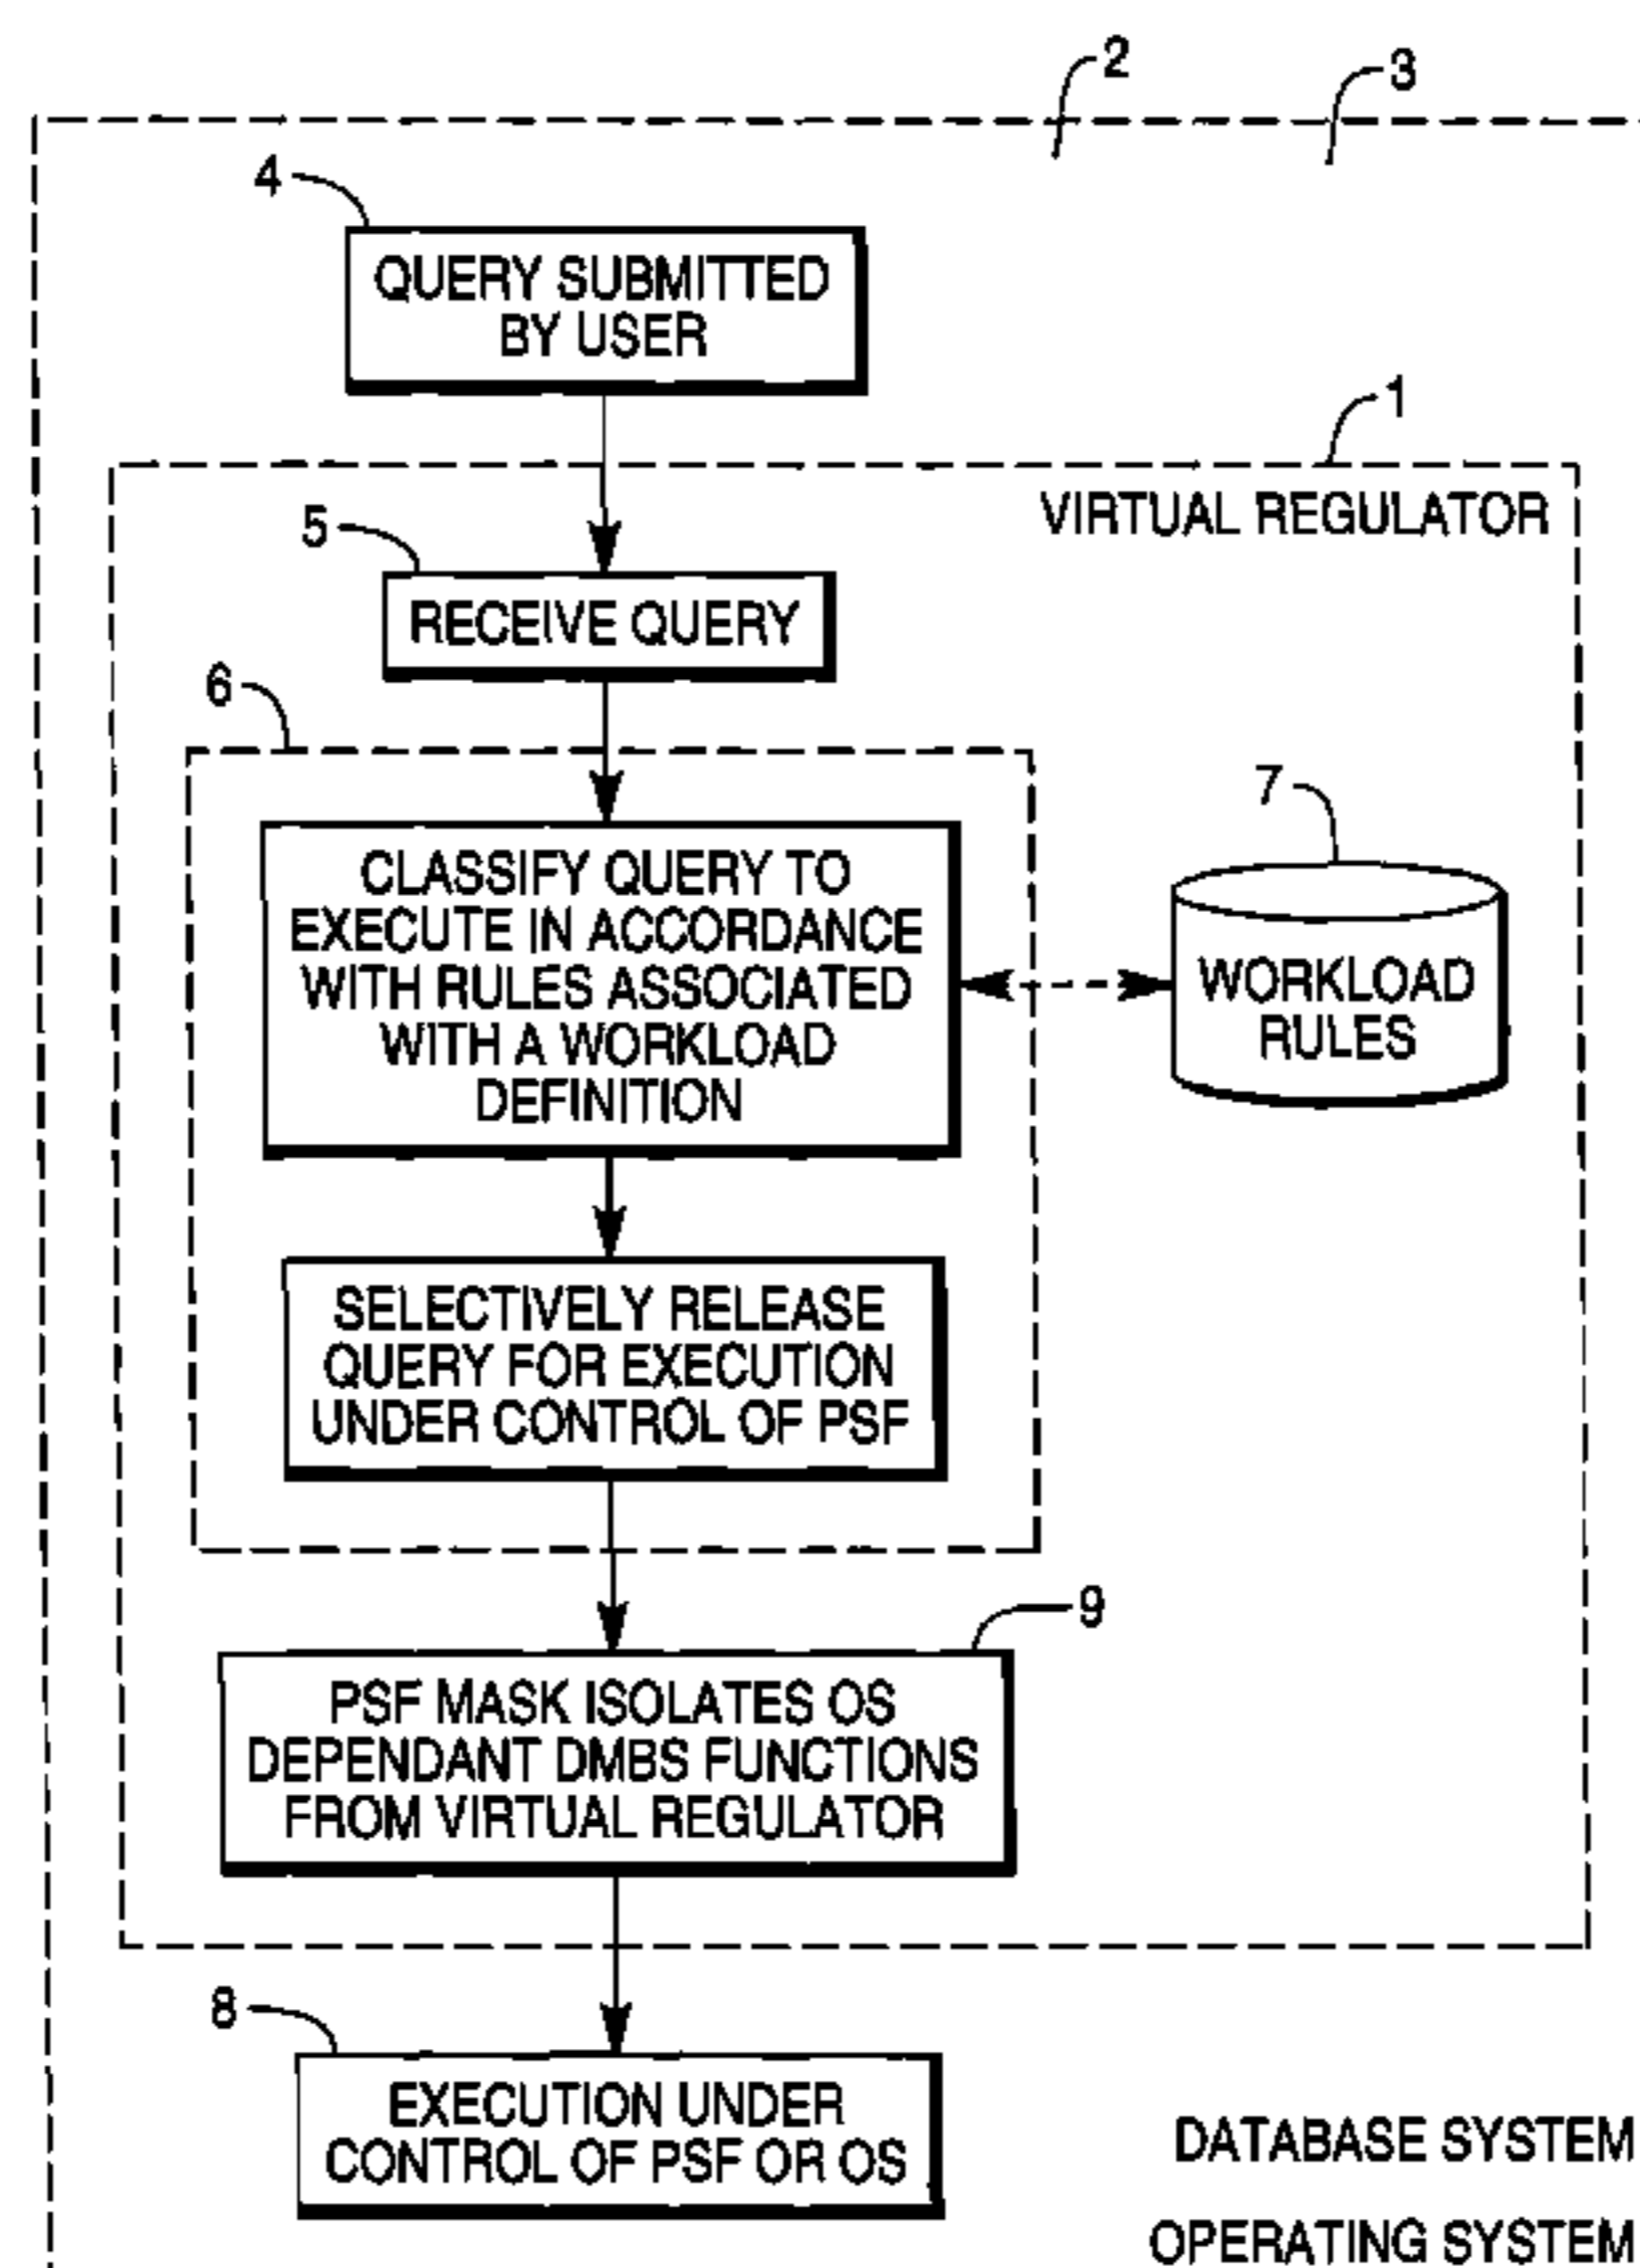 2
3
4
QUERY SUBMITTED
BY USER
1
VIRTUAL REGULATOR
5
RECEIVE QUERY
6
7
CLASSIFY QUERY TO
EXECUTE IN ACCORDANCE
WITH RULES ASSOCIATED
WITH A WORKLOAD
DEFINITION
WORKLOAD
RULES
SELECTIVELY RELEASE
QUERY FOR EXECUTION
UNDER CONTROL OF PSF
9
PSF MASK ISOLATES OS
DEPENDANT DMBS FUNCTIONS
FROM VIRTUAL REGULATOR
8
EXECUTION UNDER
CONTROL OF PSF OR OS
DATABASE SYSTEM
OPERATING SYSTEM